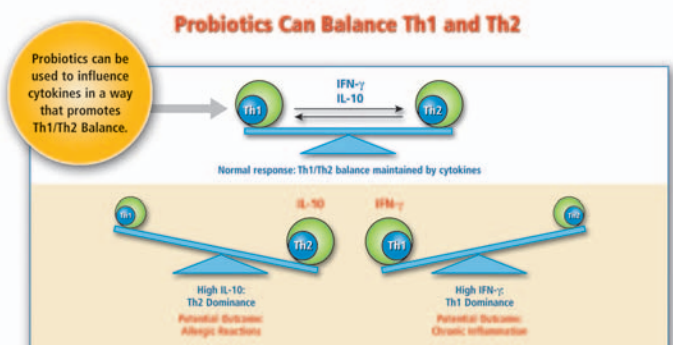 Probiotics Can Balance Th1 and Th2
Probiotics can be
used to influence
cytokines in a way
that promotes
Th1/Th2 Balance.
IFN-γ
IL-10
Th1
Th2
Normal response: Th1/Th2 balance maintained by cytokines
IL-10
IFN-γ
Th1
Th2
Th1
Th2
High IL-10:
Th2 Dominance
Potential Outcome:
Allergic Reactions
High IFN-γ:
Th1 Dominance
Potential Outcome:
Chronic Inflammation